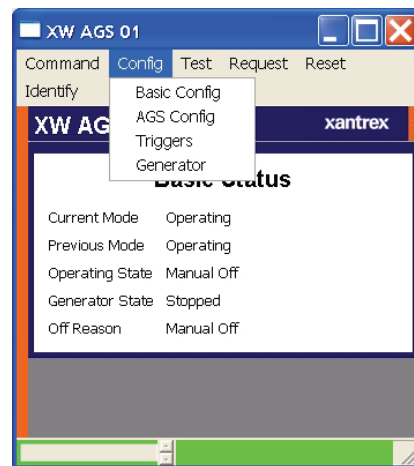 XW AGS 01
Command Config Test Request Reset
Identify
Basic Config
AGS Config
Triggers
Generator
XW AG
xantrex
Basic Status
Current Mode Operating
Previous Mode Operating
Operating State Manual Off
Generator State Stopped
Off Reason Manual Off